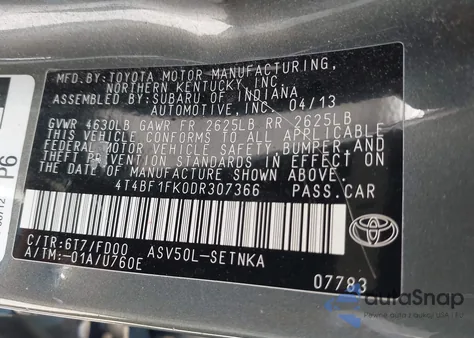 MFD.BY:TOYOTA MOTOR MANUFACTURING,
NORTHERN KENTUCKY, INC.
ASSEMBLED BY: SUBARU OF INDIANA
AUTOMOTIVE, INC. 04/13
GVWR 4630LB GAWR FR 2625LB RR 2625LB
THIS VEHICLE CONFORMS TO ALL APPLICABLE
FEDERAL MOTOR VEHICLE SAFETY, BUMPER,AND
THEFT PREVENTION STANDARDS IN EFFECT ON
THE DATE OF MANUFACTURE SHOWN ABOVE.
4T4BF1FK0DR307366 PASS.CAR
C/TR:6T7/FD00 ASV50L-SETNKA
A/TM:-01A/U760E
07783
TOYOTA
P6
autoSnap